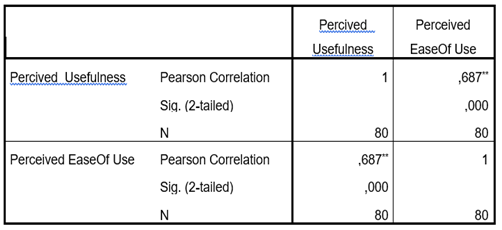 Percived Perceived
Usefulness EaseOf Use
Percived Usefulness Pearson Correlation 1 ,687**
Sig. (2-tailed) ,000
N 80 80
Perceived EaseOf Use Pearson Correlation ,687** 1
Sig. (2-tailed) ,000
N 80 80